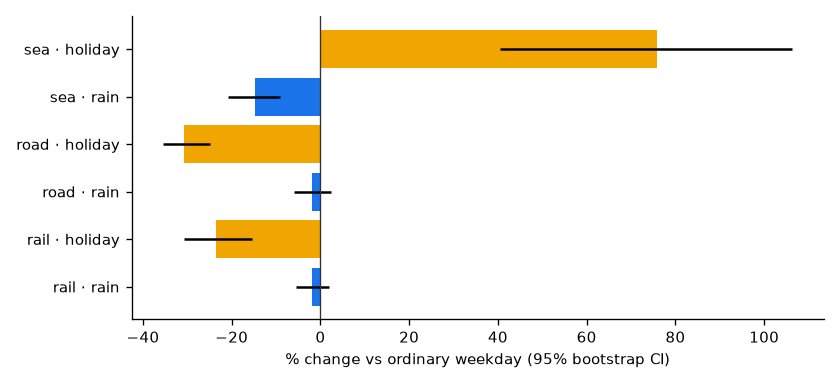 sea · holiday
sea · rain
road · holiday
road · rain
rail · holiday
rail · rain
−40 −20 0 20 40 60 80 100
% change vs ordinary weekday (95% bootstrap CI)